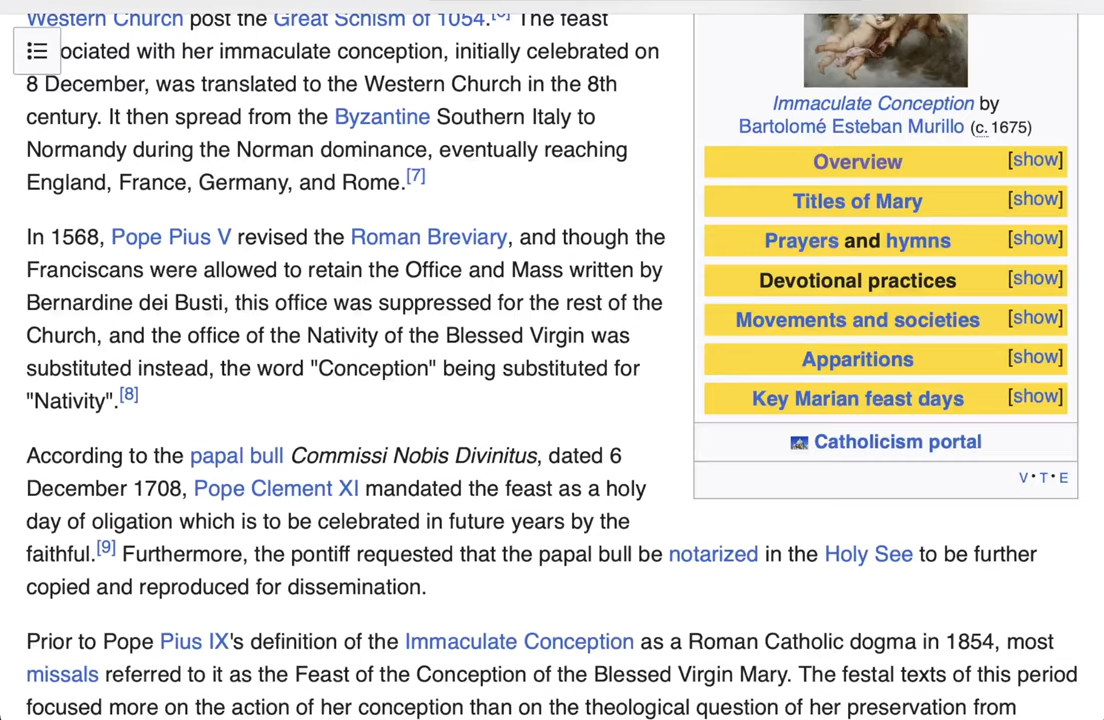 Western Church post the Great Schism of 1054.[6] The feast
ociated with her immaculate conception, initially celebrated on
8 December, was translated to the Western Church in the 8th
century. It then spread from the Byzantine Southern Italy to
Normandy during the Norman dominance, eventually reaching
England, France, Germany, and Rome.[7]
In 1568, Pope Pius V revised the Roman Breviary, and though the
Franciscans were allowed to retain the Office and Mass written by
Bernardine dei Busti, this office was suppressed for the rest of the
Church, and the office of the Nativity of the Blessed Virgin was
substituted instead, the word "Conception" being substituted for
"Nativity".[8]
According to the papal bull Commissi Nobis Divinitus, dated 6
December 1708, Pope Clement XI mandated the feast as a holy
day of oligation which is to be celebrated in future years by the
faithful.[9] Furthermore, the pontiff requested that the papal bull be notarized in the Holy See to be further
copied and reproduced for dissemination.
Prior to Pope Pius IX's definition of the Immaculate Conception as a Roman Catholic dogma in 1854, most
missals referred to it as the Feast of the Conception of the Blessed Virgin Mary. The festal texts of this period
focused more on the action of her conception than on the theological question of her preservation from
Immaculate Conception by
Bartolomé Esteban Murillo (c. 1675)
Overview [show]
Titles of Mary [show]
Prayers and hymns [show]
Devotional practices [show]
Movements and societies [show]
Apparitions [show]
Key Marian feast days [show]
Catholicism portal
V • T • E